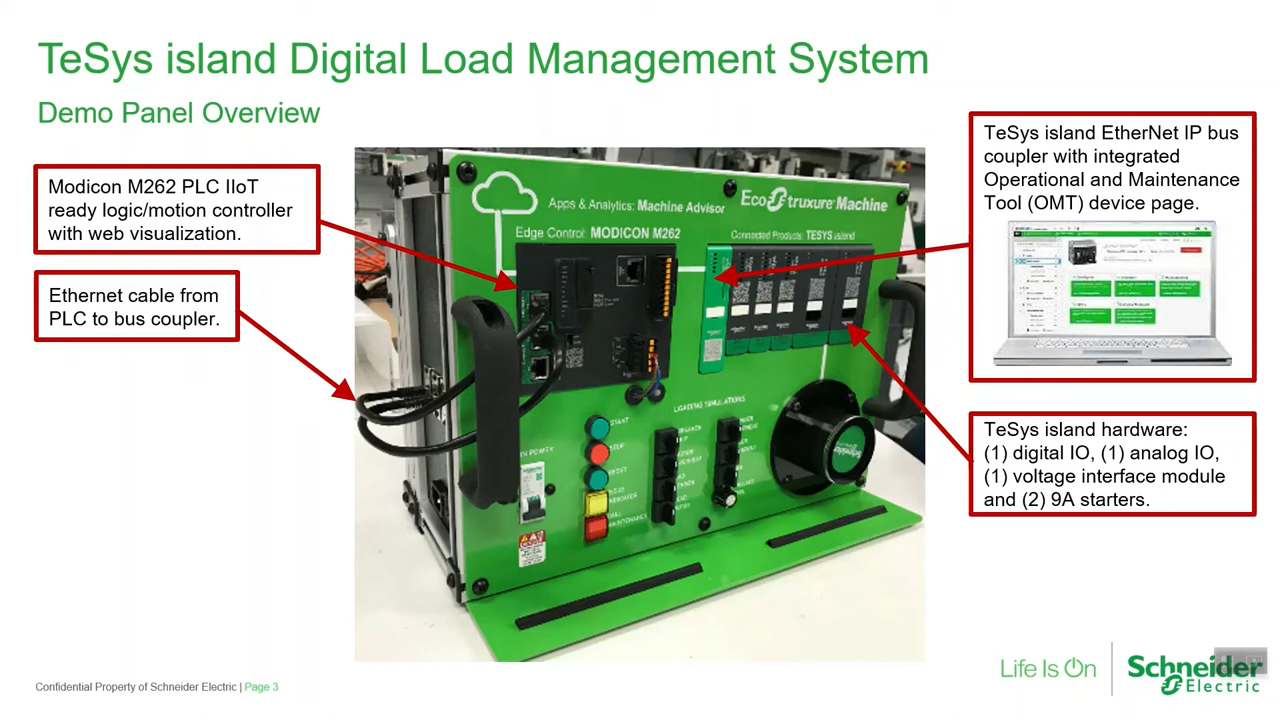 TeSys island Digital Load Management System
Demo Panel Overview
Modicon M262 PLC IIoT
ready logic/motion controller
with web visualization.
Ethernet cable from
PLC to bus coupler.
TeSys island EtherNet IP bus
coupler with integrated
Operational and Maintenance
Tool (OMT) device page.
Apps & Analytics: Machine Advisor
EcoStruxure Machine
Edge Control: MODICON M262
Connected Products: TESYS island
LOADING SIMULATIONS
START
STOP
RESET
POWER
MAINTENANCE
TeSys island hardware:
(1) digital IO, (1) analog IO,
(1) voltage interface module
and (2) 9A starters.
Confidential Property of Schneider Electric | Page 3
Life Is On
Schneider
Electric